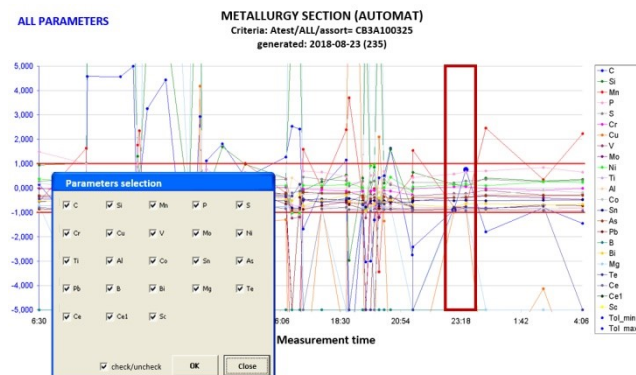 ALL PARAMETERS
METALLURGY SECTION (AUTOMAT)
Criteria: Atest/ALL/assort= CB3A100325
generated: 2018-08-23 (235)
5,000
4,000
3,000
2,000
1,000
0,000
-1,000
-2,000
-3,000
-4,000
-5,000
6:30
16:06
18:30
20:54
23:18
1:42
4:06
Measurement time
Parameters selection
C Si Mn P S
Cr Cu V Mo Ni
Ti Al Co Sn As
Pb B Bi Mg Te
Ce Ce1 Sc
check/uncheck OK Close
C
Si
Mn
P
S
Cr
Cu
V
Mo
Ni
Ti
Al
Co
Sn
As
Pb
B
Bi
Mg
Te
Ce
Ce1
Sc
Tol_min
Tol_max